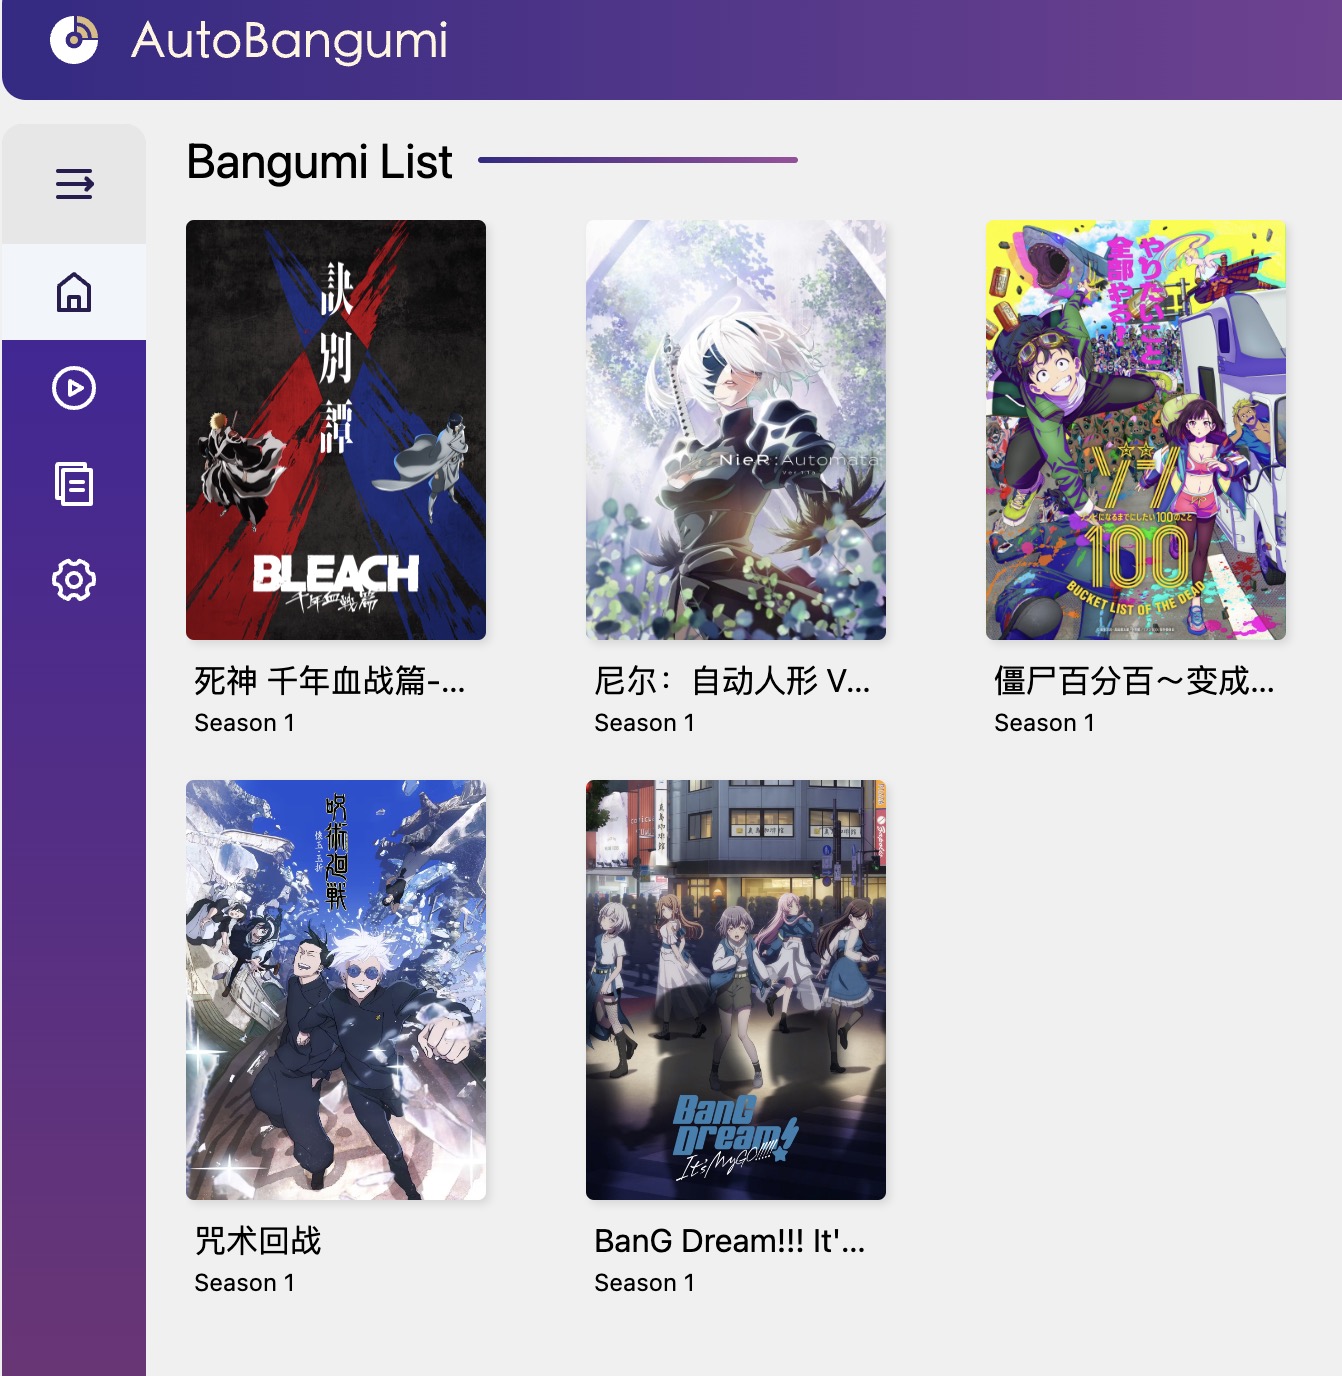 AutoBangumi
Bangumi List
訣別譚
BLEACH
千年血戦篇
死神 千年血战篇-...
Season 1
NieR:Automata
Ver1.1a
尼尔：自动人形 V...
Season 1
やりたいこと
全部やる！
ゾン
ゾンビになるまでにしたい100のこと
100
BUCKET LIST OF THE DEAD
僵尸百分百～变成...
Season 1
呪術廻戦
懐玉・玉折
咒术回战
Season 1
BanG
Dream!
It's MyGO!!!!!
BanG Dream!!! It'...
Season 1